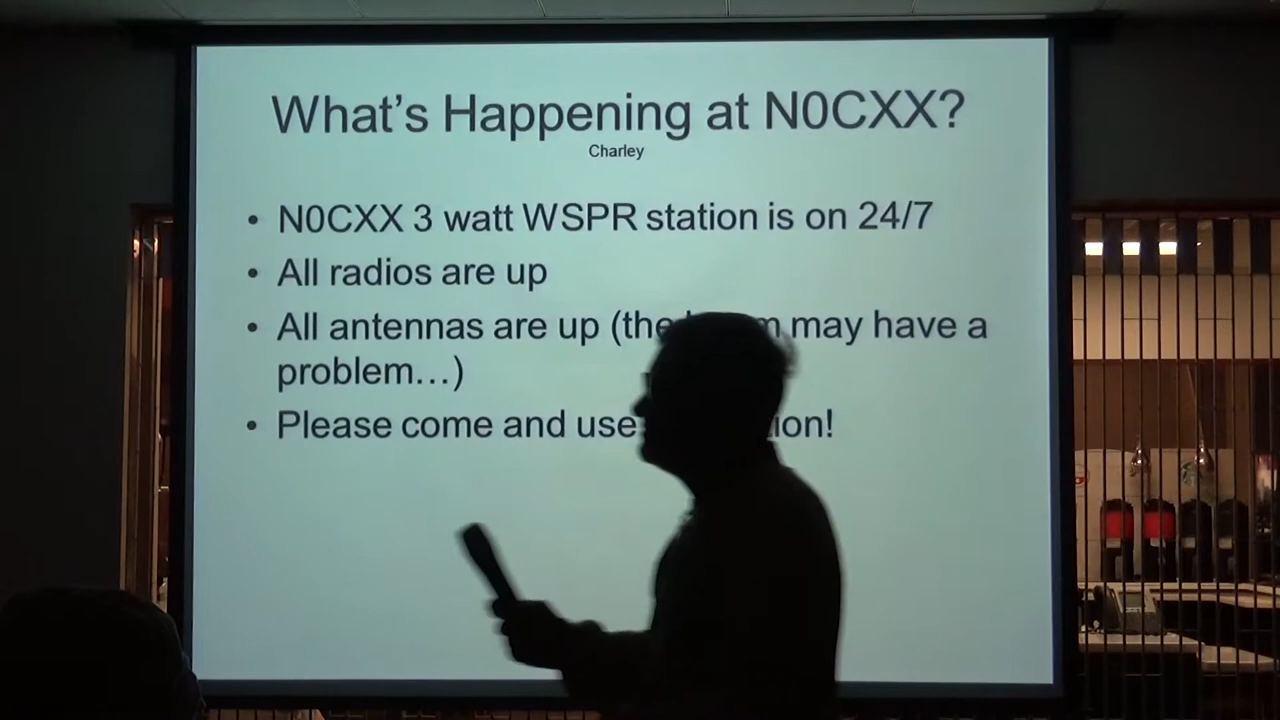 What's Happening at N0CXX?
Charley
• N0CXX 3 watt WSPR station is on 24/7
• All radios are up
• All antennas are up (the may have a
problem…)
• Please come and use